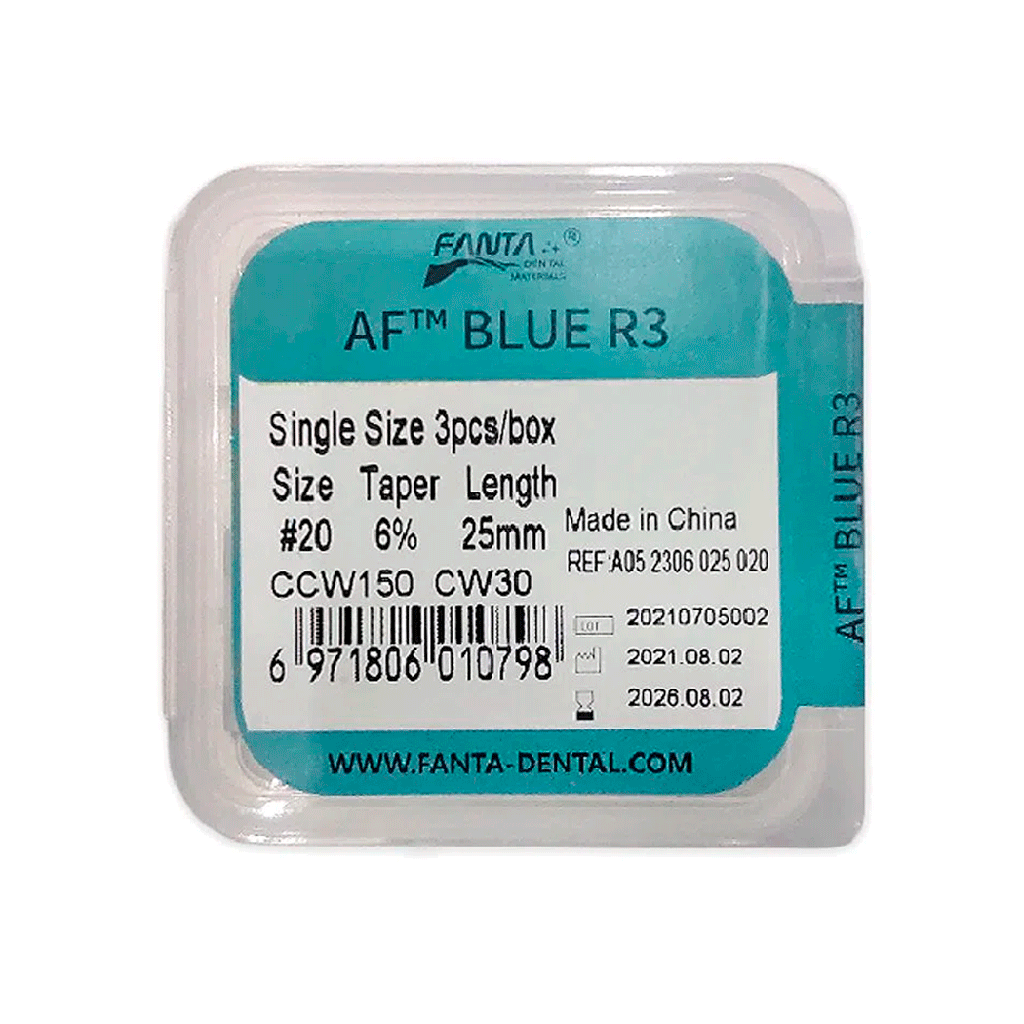 FANTA ®
DENTAL
MATERIALS
AF™ BLUE R3
Single Size 3pcs/box
Size Taper Length
#20 6% 25mm
CCW150 CW30
6 971806 010798
Made in China
REF:A05 2306 025 020
LOT 20210705002
2021.08.02
2026.08.02
WWW.FANTA-DENTAL.COM
AF™ BLUE R3